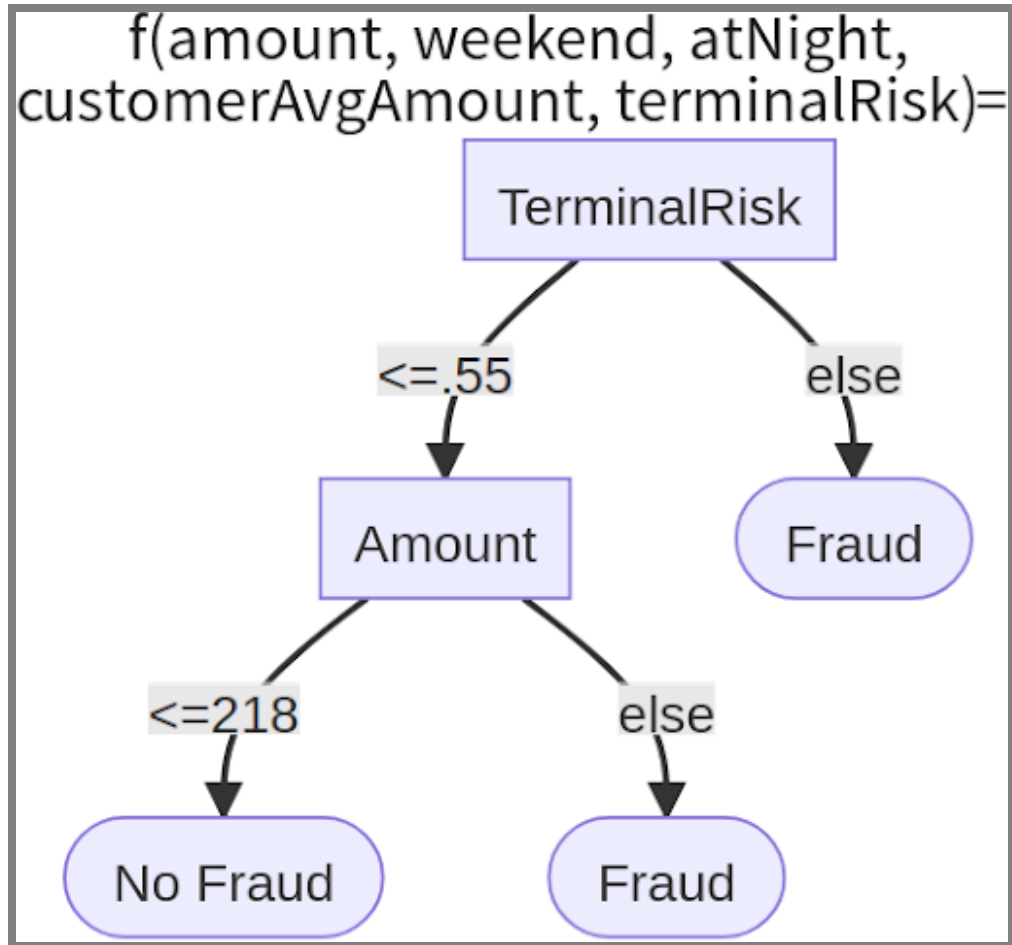 f(amount, weekend, atNight,
customerAvgAmount, terminalRisk)=
TerminalRisk
<=.55
else
Amount
Fraud
<=218
else
No Fraud
Fraud